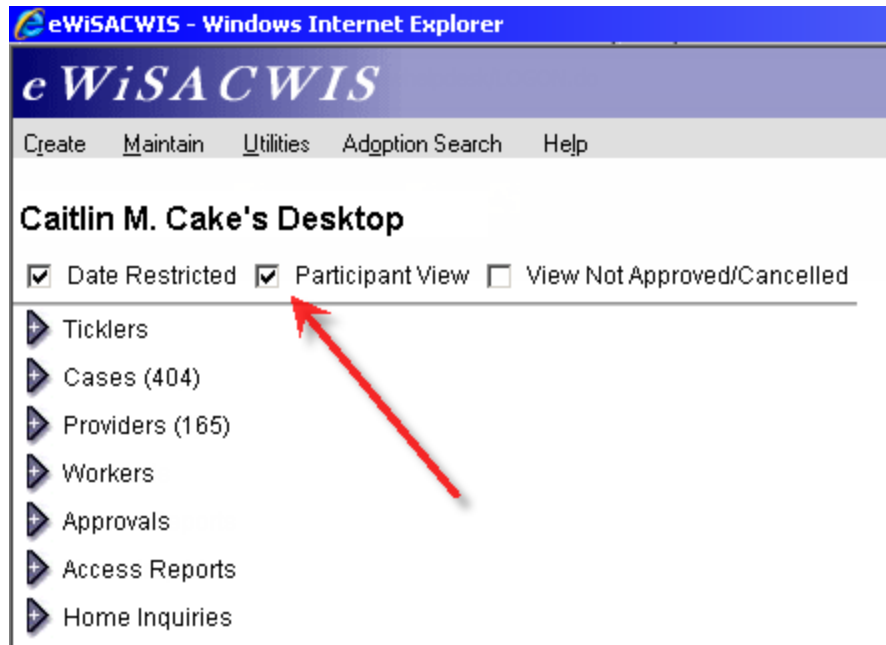 eWiSACWIS - Windows Internet Explorer
e WiSACWIS
Create Maintain Utilities Adoption Search Help
Caitlin M. Cake's Desktop
Date Restricted Participant View View Not Approved/Cancelled
Ticklers
Cases (404)
Providers (165)
Workers
Approvals
Access Reports
Home Inquiries